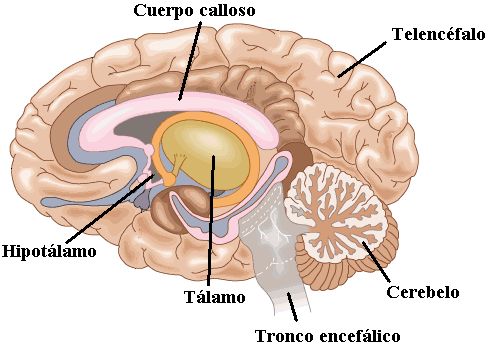 Cuerpo calloso
Telencéfalo
Hipotálamo
Tálamo
Cerebelo
Tronco encefálico